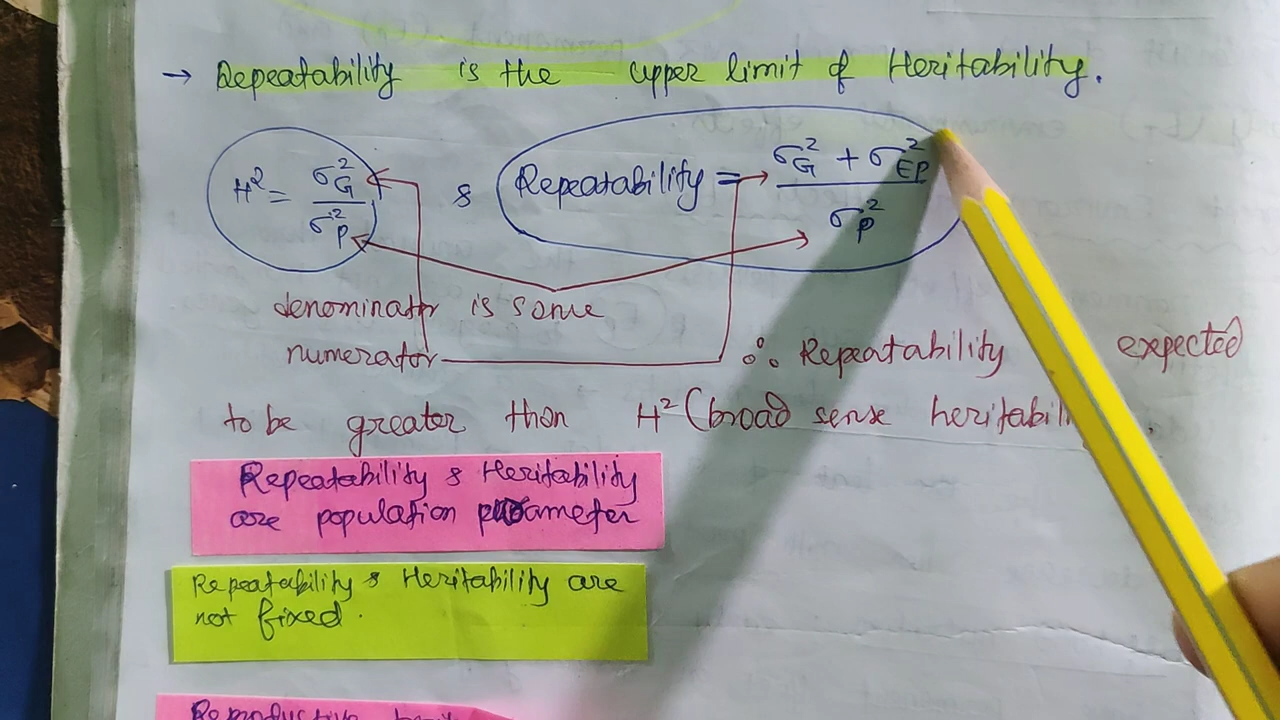 → Repeatability is the upper limit of Heritability.
H² = σ²G / σ²P & Repeatability = σ²G + σ²EP / σ²P
denominator is same
numerator ∴ Repeatability expected
to be greater than H² (broad sense heritabil
Repeatability & Heritability
are population parameter
Repeatability & Heritability are
not fixed.
Reproductive